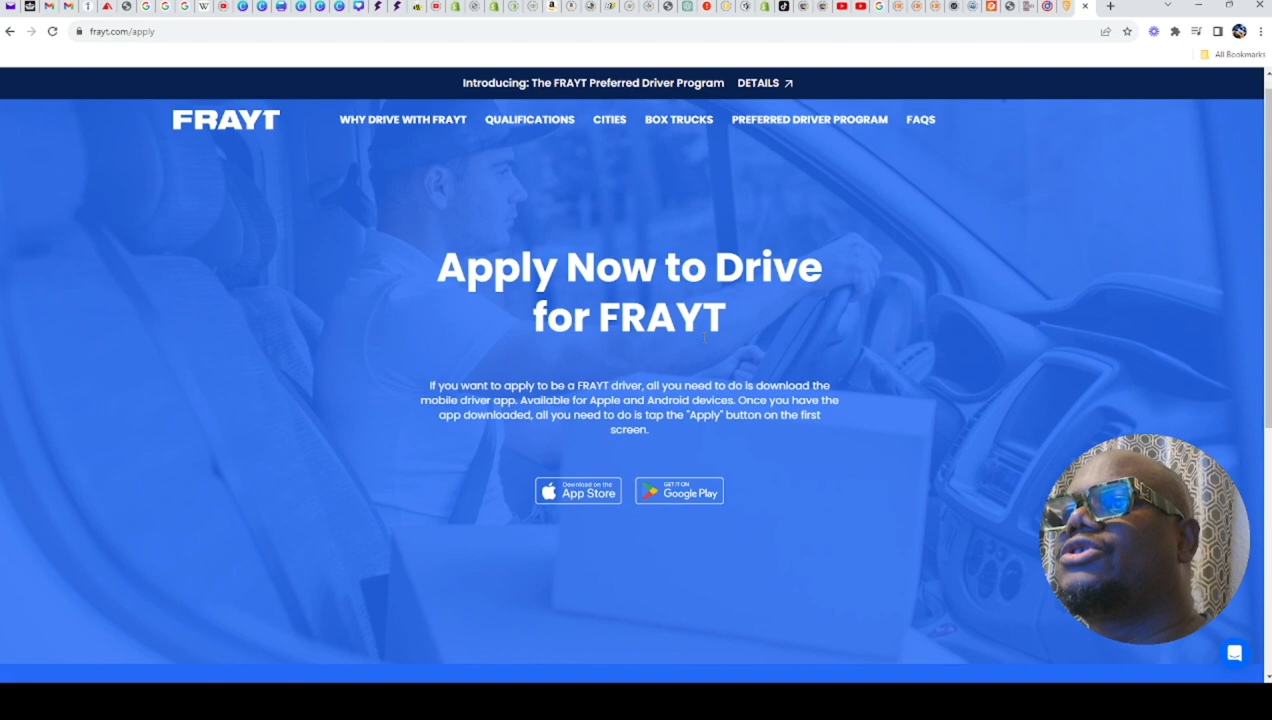 frayt.com/apply
All Bookmarks
Introducing: The FRAYT Preferred Driver Program DETAILS
FRAYT WHY DRIVE WITH FRAYT QUALIFICATIONS CITIES BOX TRUCKS PREFERRED DRIVER PROGRAM FAQS
Apply Now to Drive
for FRAYT
If you want to apply to be a FRAYT driver, all you need to do is download the
mobile driver app. Available for Apple and Android devices. Once you have the
app downloaded, all you need to do is tap the "Apply" button on the first
screen.
Download on the
App Store
GET IT ON
Google Play